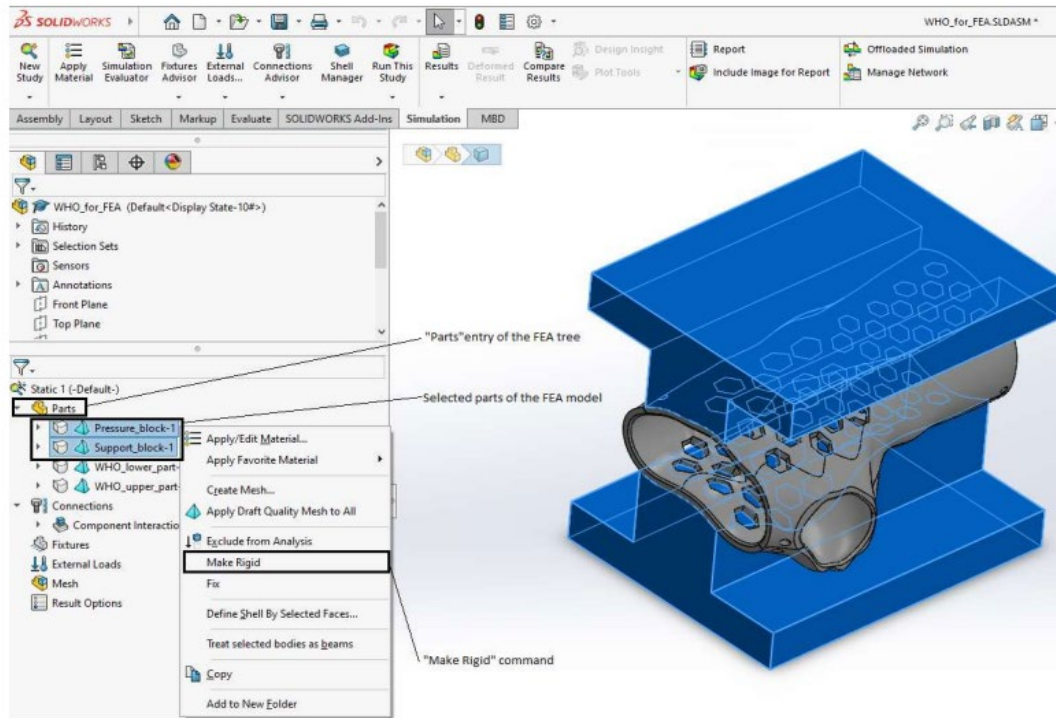 SOLIDWORKS
WHO_for_FEA.SLDASM *
New Study
Apply Material
Simulation Evaluator
Fixtures Advisor
External Loads...
Connections Advisor
Shell Manager
Run This Study
Results
Deformed Result
Compare Results
Design Insight
Plot Tools
Report
Include Image for Report
Offloaded Simulation
Manage Network
Assembly Layout Sketch Markup Evaluate SOLIDWORKS Add-Ins Simulation MBD
WHO_for_FEA (Default<Display State-10#>)
History
Selection Sets
Sensors
Annotations
Front Plane
Top Plane
"Parts"entry of the FEA tree
Static 1 (-Default-)
Parts
Selected parts of the FEA model
Pressure_block-1
Support_block-1
WHO_lower_part-
WHO_upper_part-
Connections
Component Interactio
Fixtures
External Loads
Mesh
Result Options
Apply/Edit Material...
Apply Favorite Material
Create Mesh...
Apply Draft Quality Mesh to All
Exclude from Analysis
Make Rigid
Fix
Define Shell By Selected Faces...
Treat selected bodies as beams
Copy
Add to New Folder
"Make Rigid" command